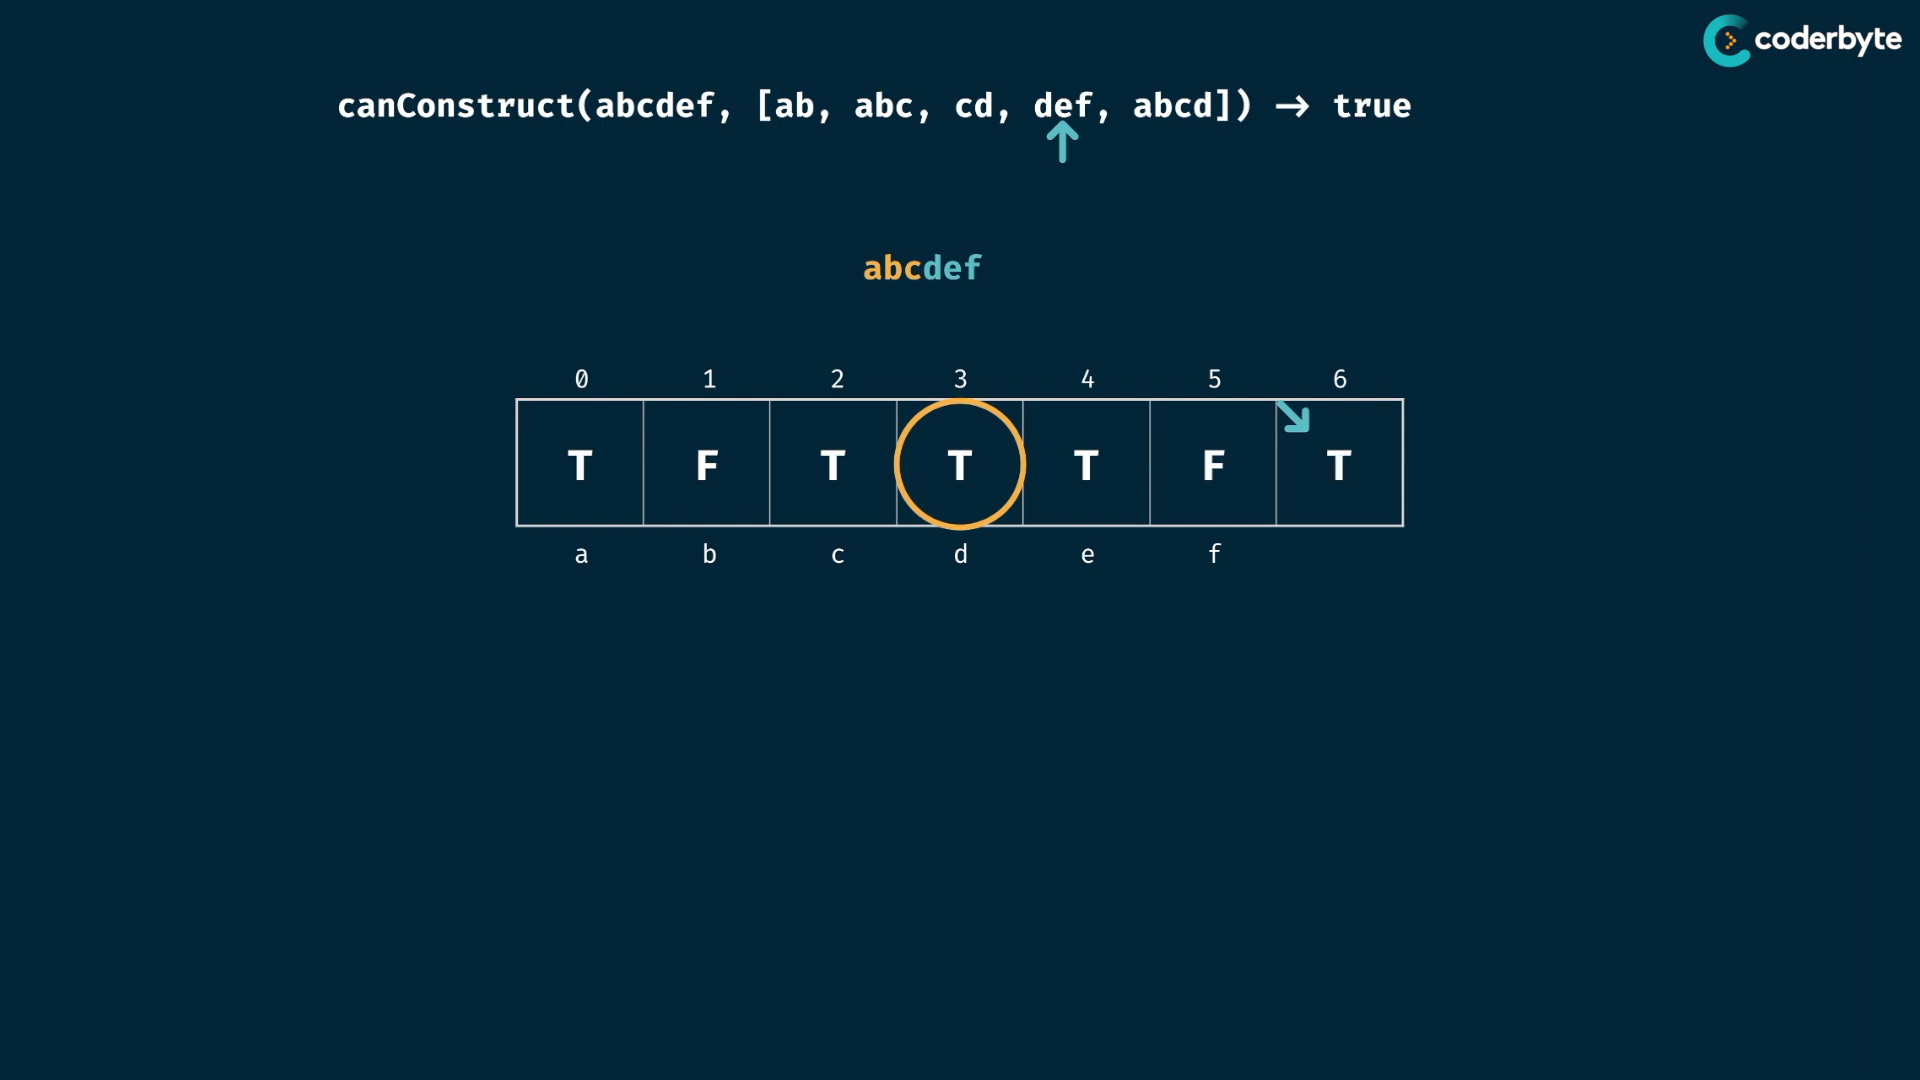 coderbyte
canConstruct(abcdef, [ab, abc, cd, def, abcd]) → true
abcdef
0 1 2 3 4 5 6
T F T T T F T
a b c d e f